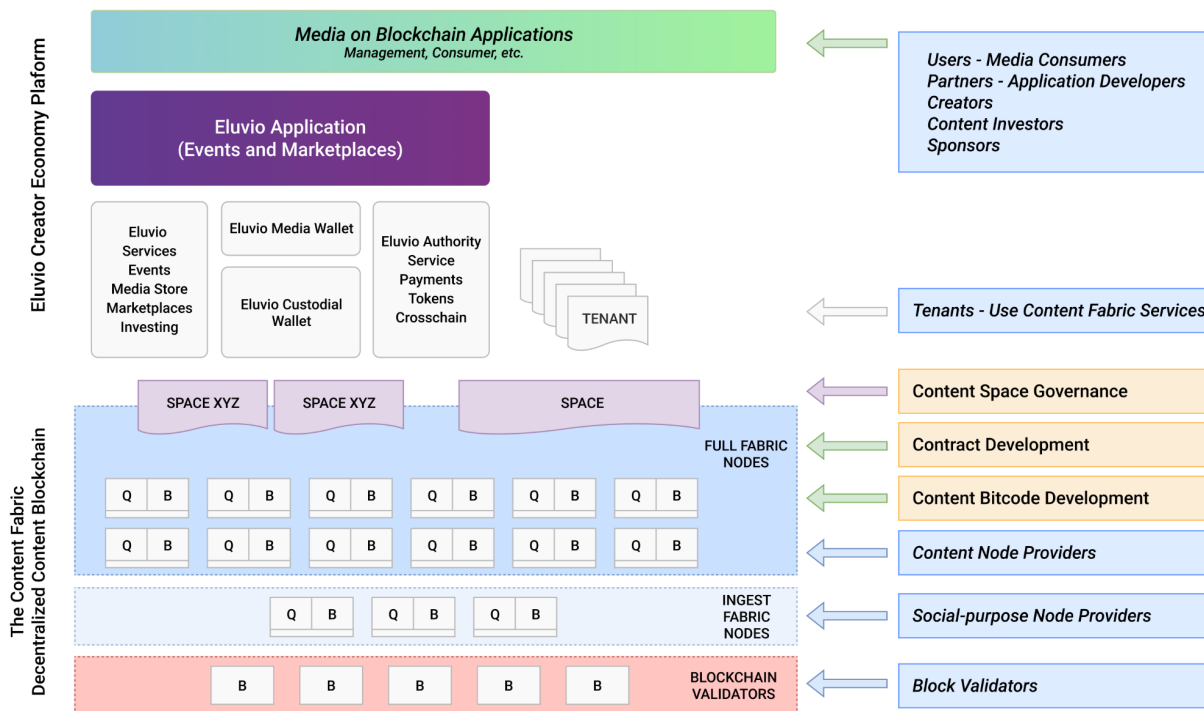 Eluvio Creator Economy Plaform
Media on Blockchain Applications
Management, Consumer, etc.
Users - Media Consumers
Partners - Application Developers
Creators
Content Investors
Sponsors
Eluvio Application
(Events and Marketplaces)
Eluvio
Services
Events
Media Store
Marketplaces
Investing
Eluvio Media Wallet
Eluvio Custodial
Wallet
Eluvio Authority
Service
Payments
Tokens
Crosschain
TENANT
Tenants - Use Content Fabric Services
The Content Fabric
Decentralized Content Blockchain
SPACE XYZ
SPACE XYZ
SPACE
Content Space Governance
FULL FABRIC
NODES
Contract Development
Q B Q B Q B Q B Q B Q B
Content Bitcode Development
Q B Q B Q B Q B Q B Q B
Content Node Providers
Q B Q B Q B
INGEST
FABRIC
NODES
Social-purpose Node Providers
B B B B B
BLOCKCHAIN
VALIDATORS
Block Validators